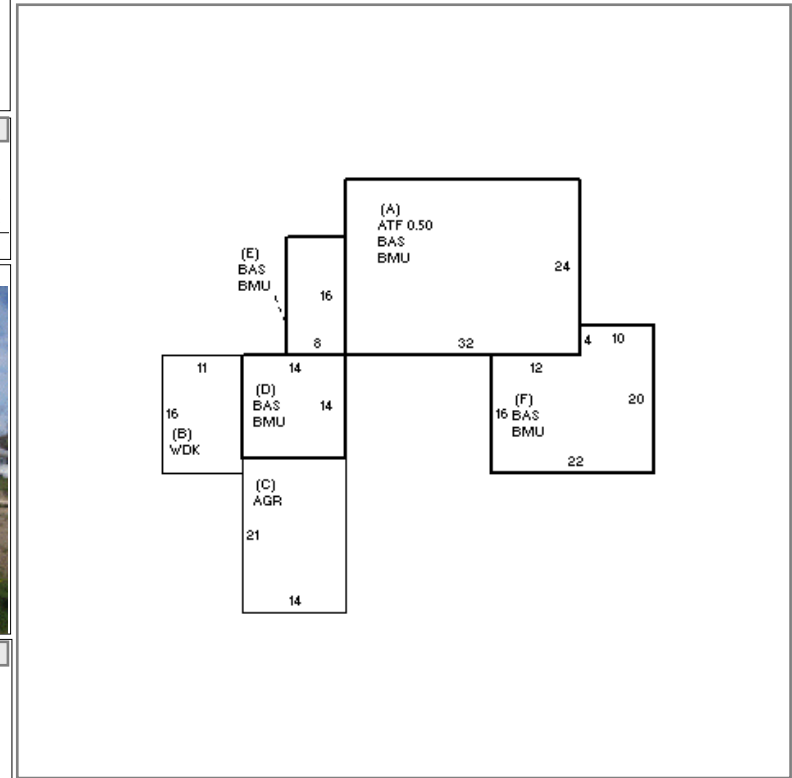 (A)
ATF 0.50
BAS
BMU
24
32
(E)
BAS
BMU
16
8
4 10
12
20
16
(F)
BAS
BMU
22
11
16
(B)
WDK
14
(D)
BAS
BMU
14
(C)
AGR
21
14